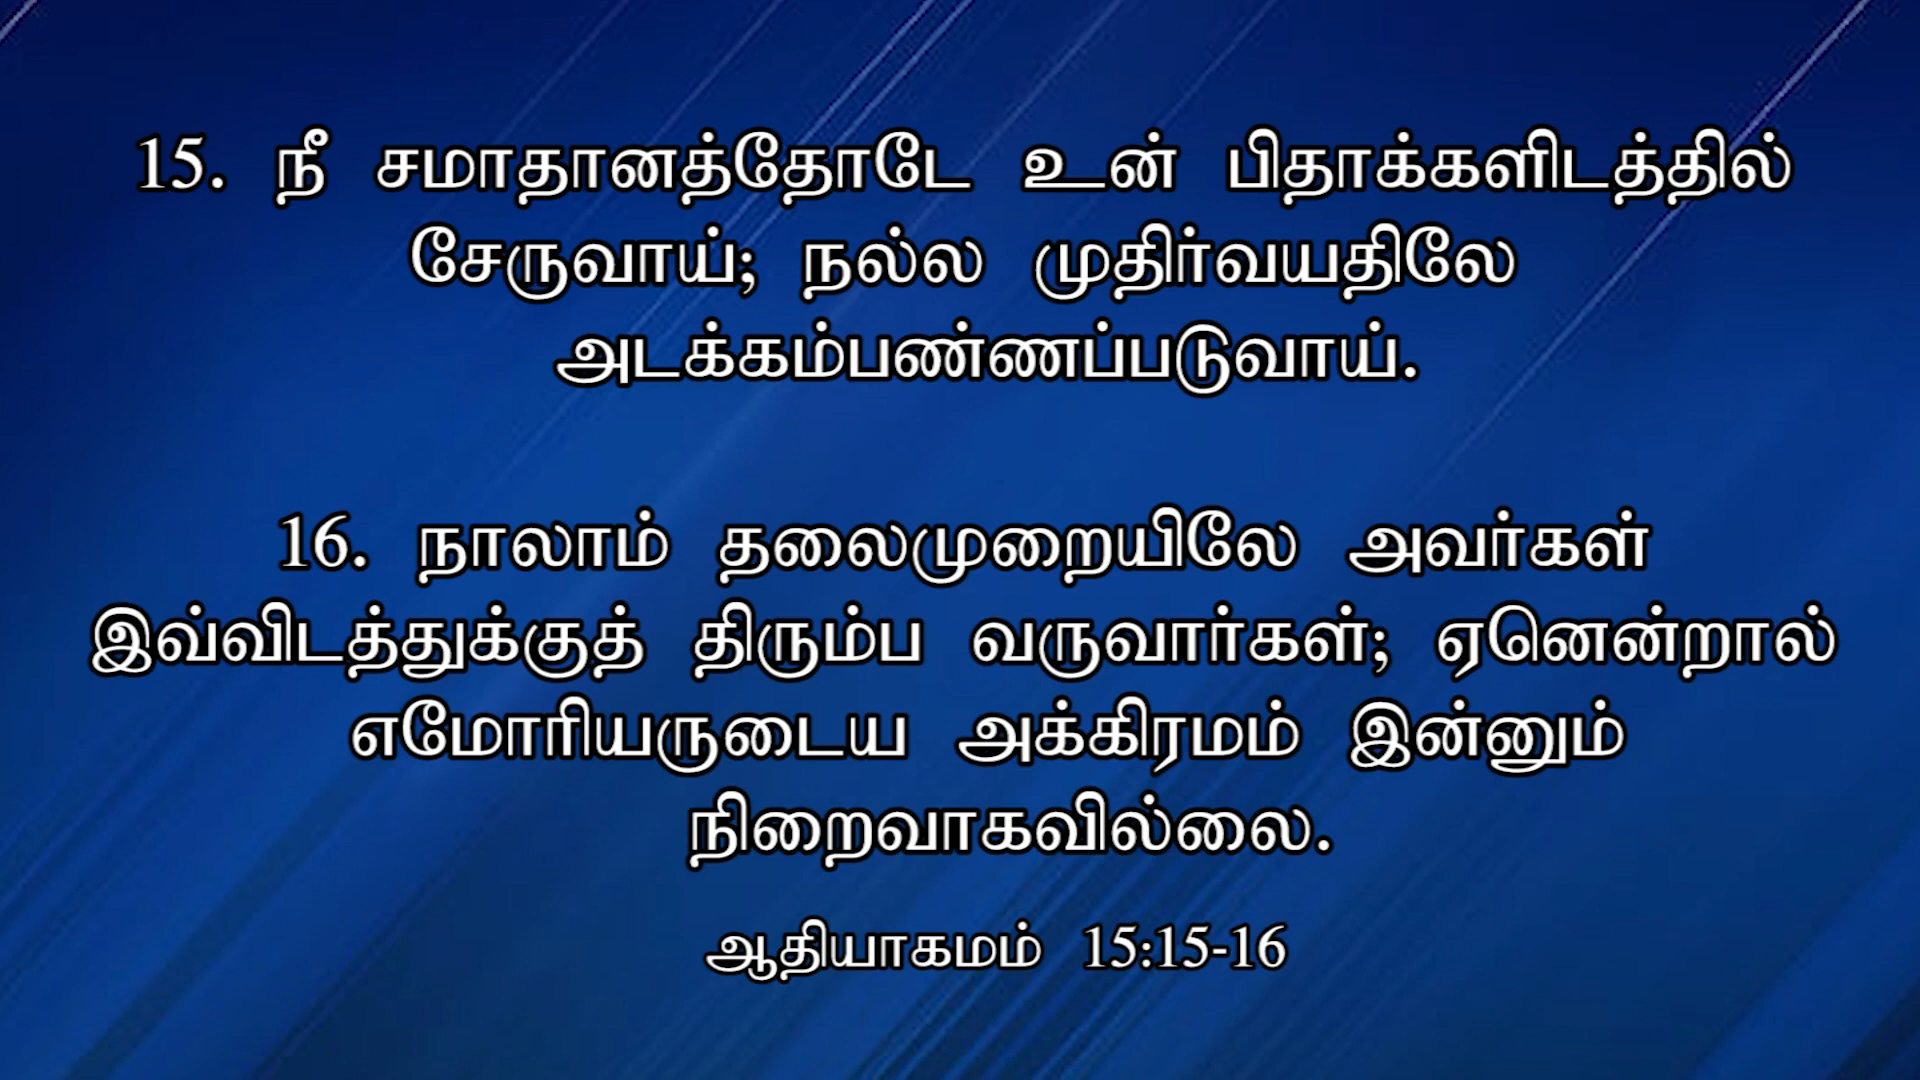 15. நீ சமாதானத்தோடே உன் பிதாக்களிடத்தில்
சேருவாய்; நல்ல முதிர்வயதிலே
அடக்கம்பண்ணப்படுவாய்.
16. நாலாம் தலைமுறையிலே அவர்கள்
இவ்விடத்துக்குத் திரும்ப வருவார்கள்; ஏனென்றால்
எமோரியருடைய அக்கிரமம் இன்னும்
நிறைவாகவில்லை.
ஆதியாகமம் 15:15-16